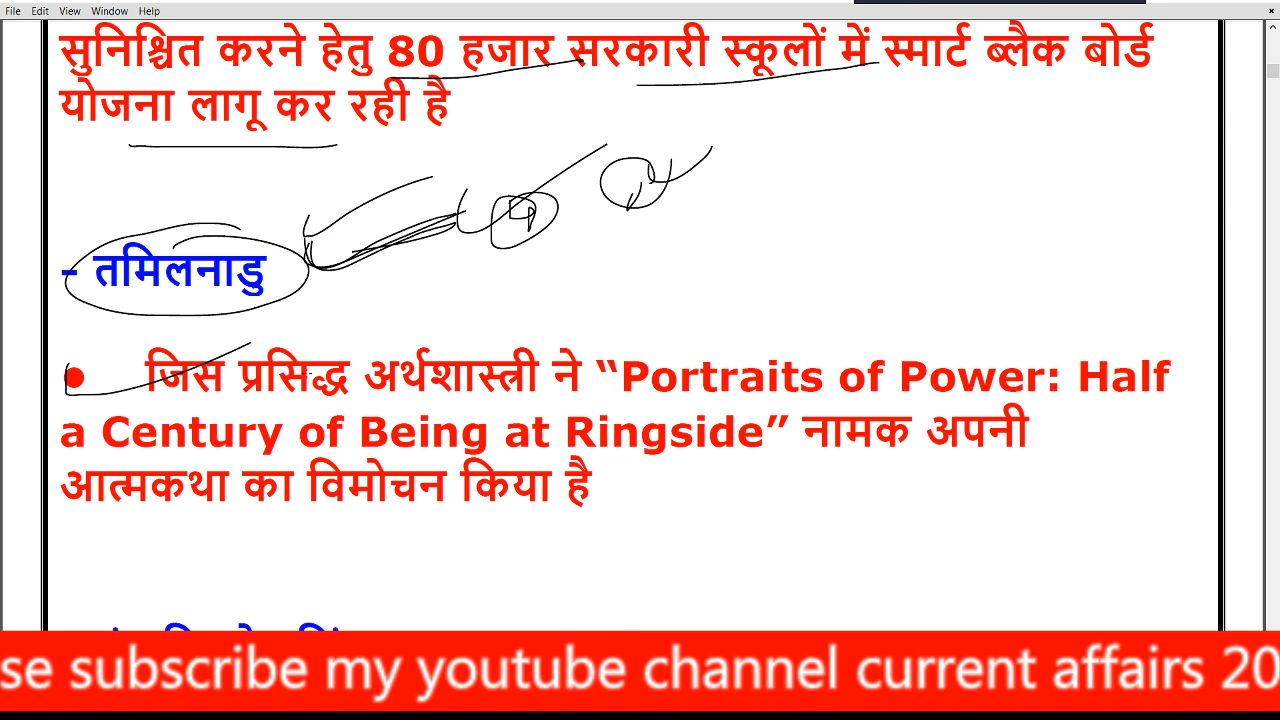 File Edit View Window Help
सुनिश्चित करने हेतु 80 हजार सरकारी स्कूलों में स्मार्ट ब्लैक बोर्ड
योजना लागू कर रही है
- तमिलनाडु
• जिस प्रसिद्ध अर्थशास्त्री ने “Portraits of Power: Half
a Century of Being at Ringside” नामक अपनी
आत्मकथा का विमोचन किया है
se subscribe my youtube channel current affairs 20